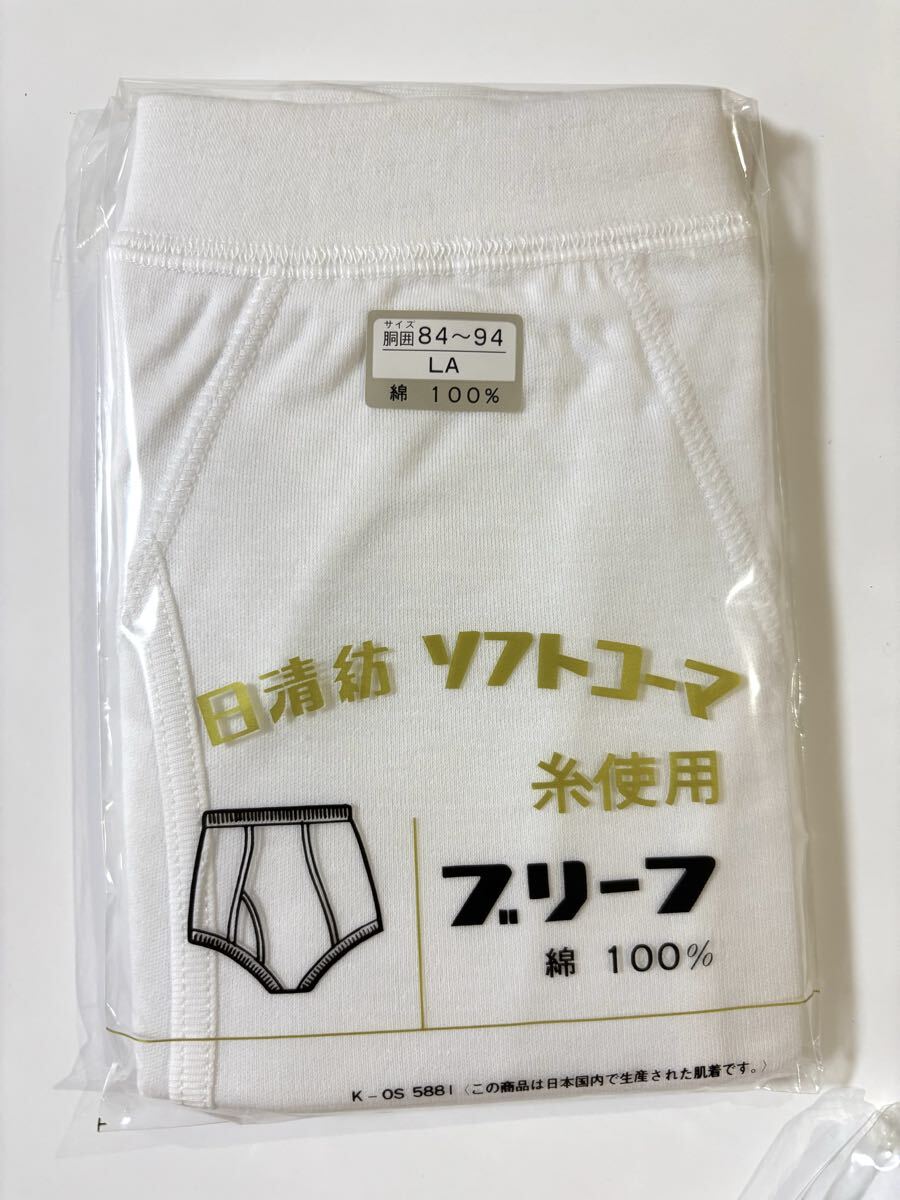 サイズ
胴囲 84～94
LA
綿 100%
日清紡 ソフトコーマ
糸使用
ブリーフ
綿 100%
K-OS 5881 〈この商品は日本国内で生産された肌着です。〉